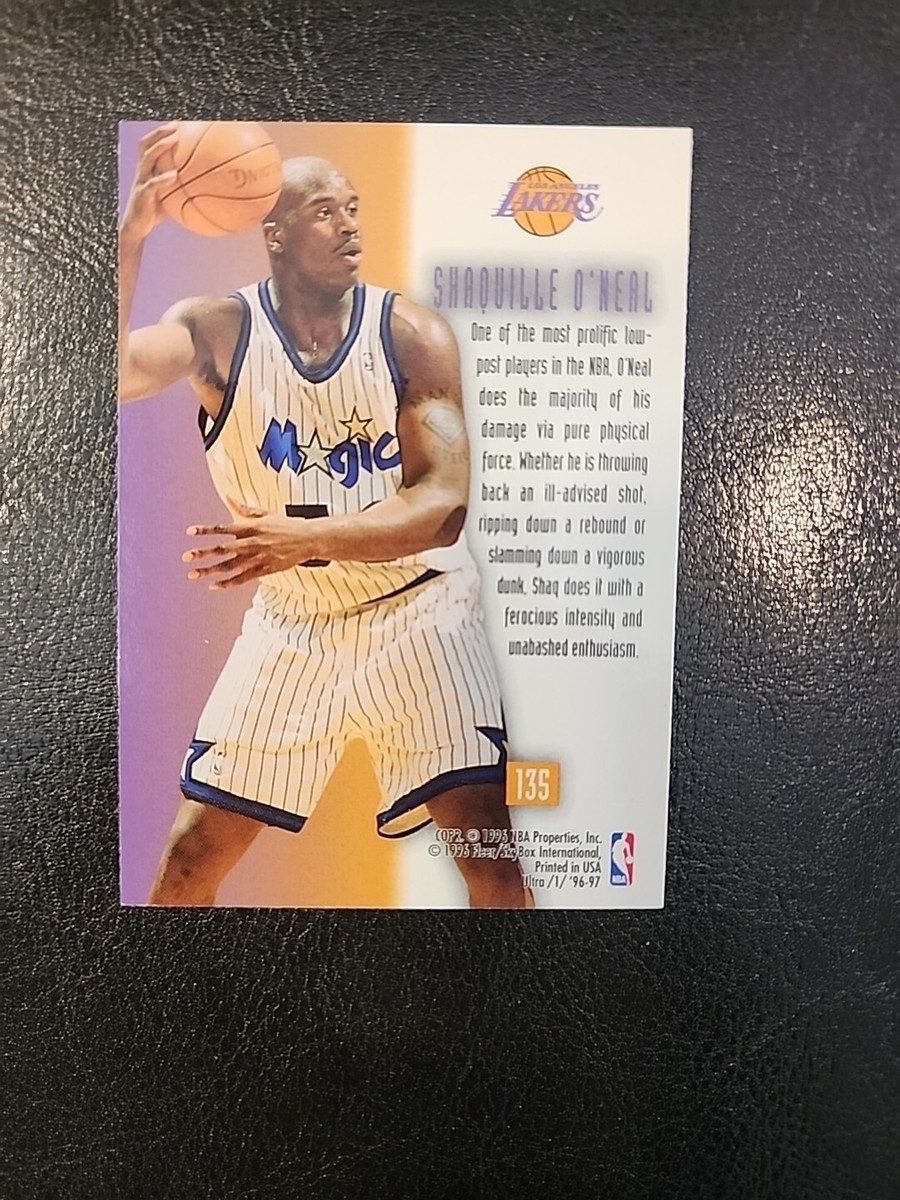 LOS ANGELES
LAKERS
SHAQUILLE O'NEAL
One of the most prolific low-
post players in the NBA, O'Neal
does the majority of his
damage via pure physical
force. Whether he is throwing
back an ill-advised shot,
ripping down a rebound or
slamming down a vigorous
dunk, Shaq does it with a
ferocious intensity and
unabashed enthusiasm.
Magic
135
COPR. © 1996 NBA Properties, Inc.
© 1996 Fleer/SkyBox International,
Printed in USA
Ultra /1/ '96-97
NBA